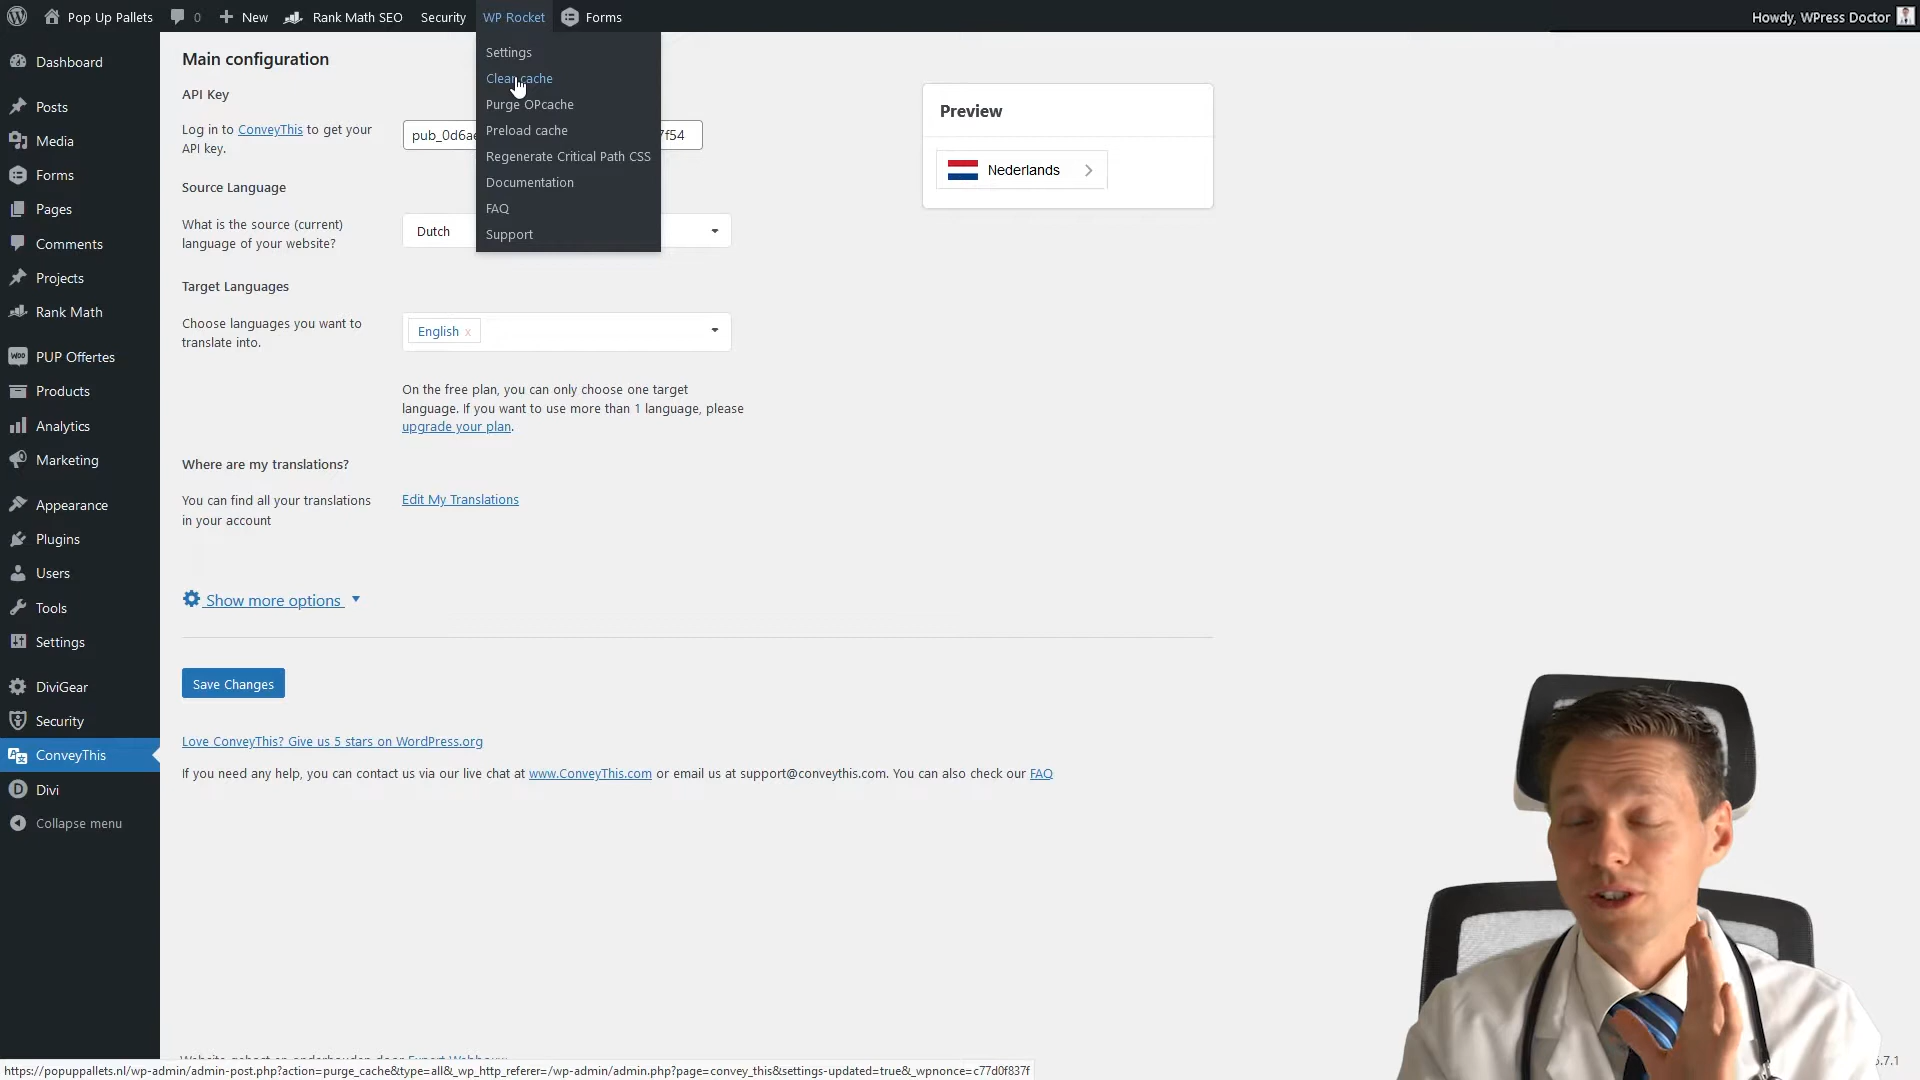 Pop Up Pallets 0 New Rank Math SEO Security WP Rocket Forms Howdy, WPress Doctor
Dashboard
Posts
Media
Forms
Pages
Comments
Projects
Rank Math
PUP Offertes
Products
Analytics
Marketing
Appearance
Plugins
Users
Tools
Settings
DiviGear
Security
ConveyThis
Divi
Collapse menu
Settings
Clear cache
Purge OPcache
Preload cache
Regenerate Critical Path CSS
Documentation
FAQ
Support
Main configuration
API Key
Log in to ConveyThis to get your
API key.
pub_0d6ae 7f54
Source Language
What is the source (current)
language of your website?
Dutch
Target Languages
Choose languages you want to
translate into.
English x
On the free plan, you can only choose one target
language. If you want to use more than 1 language, please
upgrade your plan.
Where are my translations?
You can find all your translations
in your account
Edit My Translations
Show more options
Save Changes
Love ConveyThis? Give us 5 stars on WordPress.org
If you need any help, you can contact us via our live chat at www.ConveyThis.com or email us at support@conveythis.com. You can also check our FAQ
Preview
Nederlands
https://popuppallets.nl/wp-admin/admin-post.php?action=purge_cache&type=all&_wp_http_referer=/wp-admin/admin.php?page=convey_this&settings-updated=true&_wpnonce=c77d0f837f